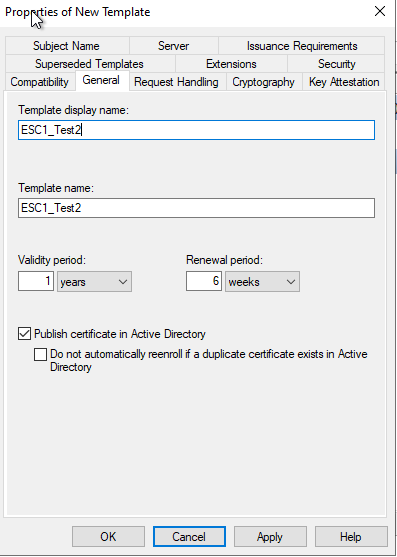 Properties of New Template
Subject Name
Server
Issuance Requirements
Superseded Templates
Extensions
Security
Compatibility
General
Request Handling
Cryptography
Key Attestation
Template display name:
ESC1_Test2
Template name:
ESC1_Test2
Validity period:
Renewal period:
1
years
6
weeks
Publish certificate in Active Directory
Do not automatically reenroll if a duplicate certificate exists in Active
Directory
OK
Cancel
Apply
Help